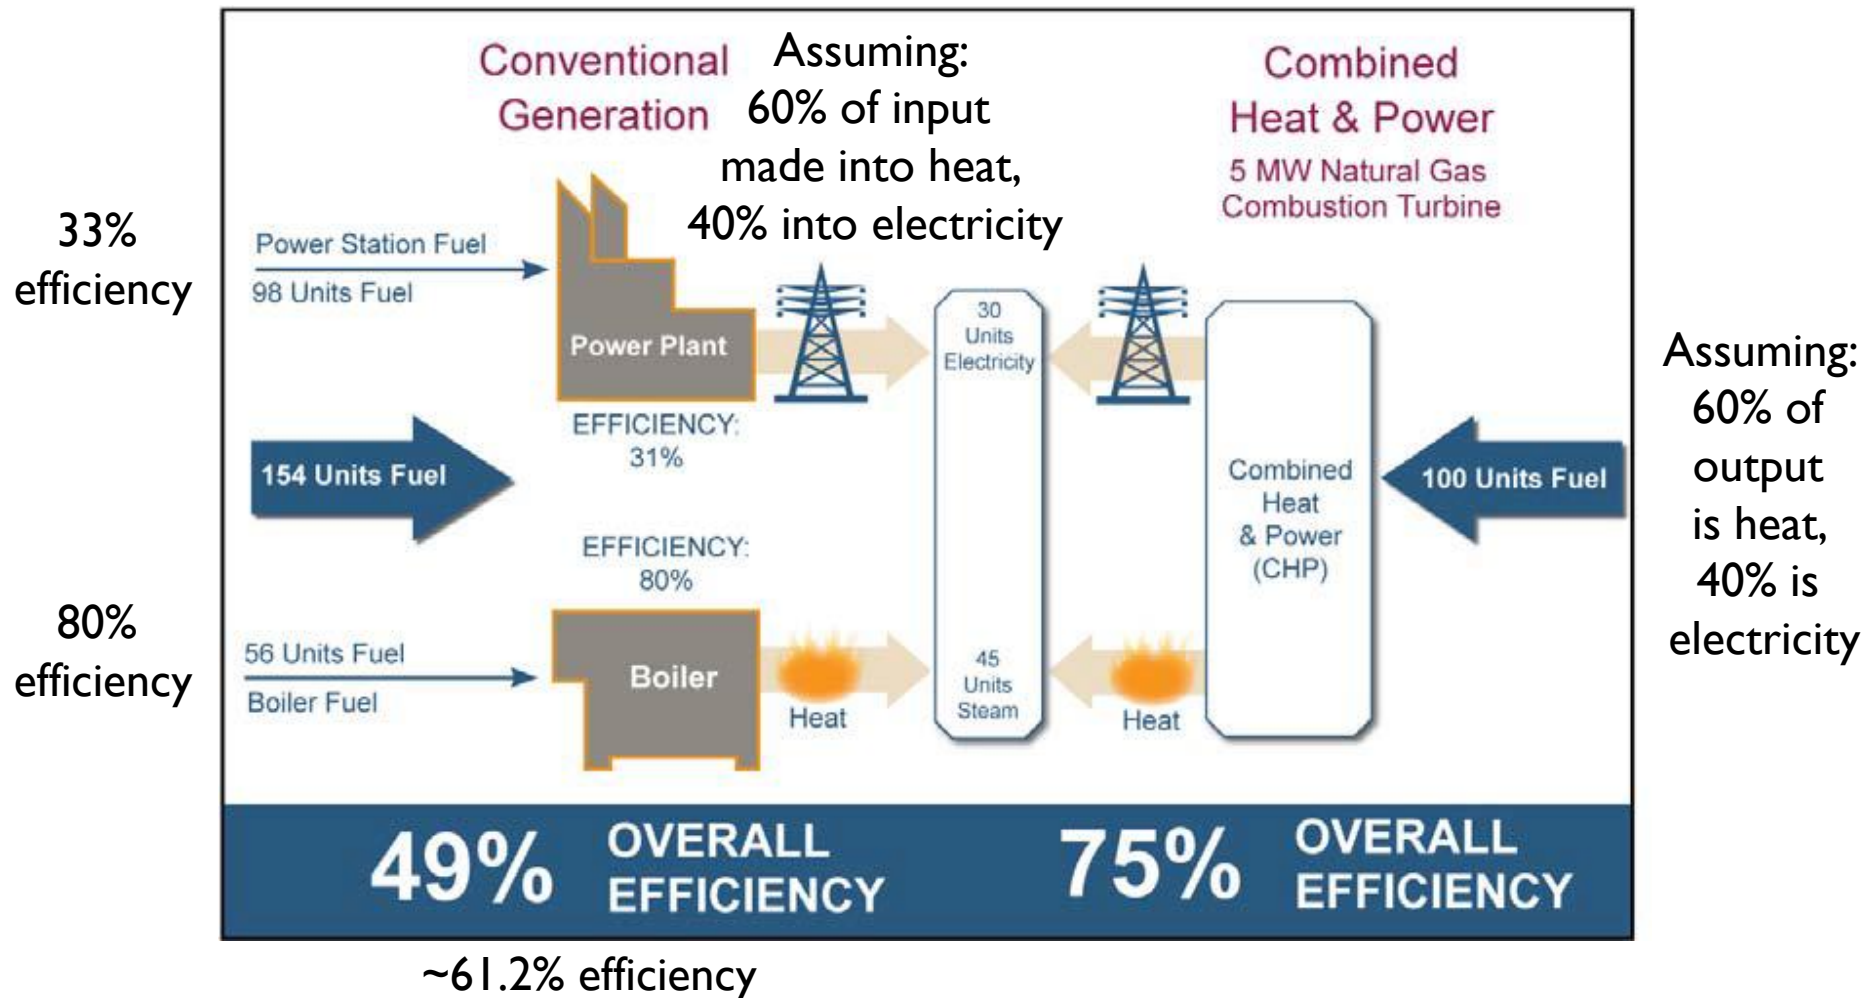 Conventional
Generation
Assuming:
60% of input
made into heat,
40% into electricity
Combined
Heat & Power
5 MW Natural Gas
Combustion Turbine
33%
efficiency
Power Station Fuel
98 Units Fuel
Power Plant
EFFICIENCY:
31%
30
Units
Electricity
154 Units Fuel
Combined
Heat
& Power
(CHP)
100 Units Fuel
Assuming:
60% of
output
is heat,
40% is
electricity
80%
efficiency
EFFICIENCY:
80%
56 Units Fuel
Boiler Fuel
Boiler
Heat
45
Units
Steam
Heat
49%
OVERALL
EFFICIENCY
75%
OVERALL
EFFICIENCY
~61.2% efficiency